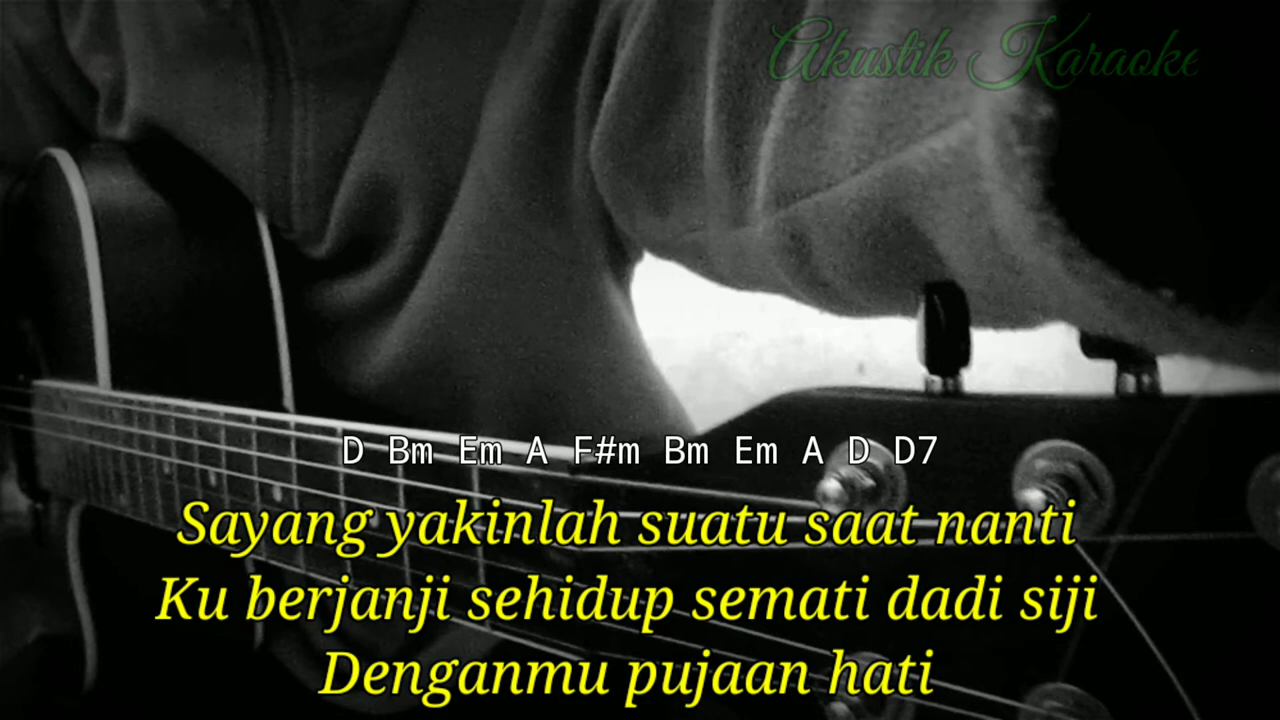 Akustik Karaoke
D Bm Em A F#m Bm Em A D D7
Sayang yakinlah suatu saat nanti
Ku berjanji sehidup semati dadi siji
Denganmu pujaan hati